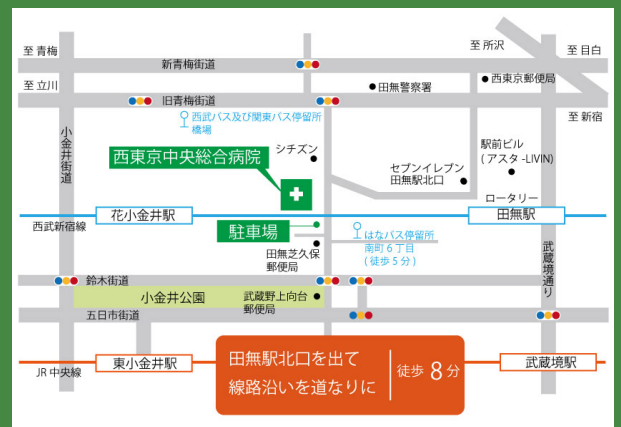 至 青梅
新青梅街道
至 所沢
至 目白
至 立川
旧青梅街道
田無警察署
西東京郵便局
至 新宿
西武バス及び関東バス停留所
橋場
小金井街道
シチズン
西東京中央総合病院
セブンイレブン
田無駅北口
駅前ビル
(アスタ-LIVIN)
ロータリー
西武新宿線
花小金井駅
田無駅
駐車場
はなバス停留所
南町6丁目
(徒歩5分)
田無芝久保
郵便局
武蔵境通り
鈴木街道
小金井公園
武蔵野上向台
郵便局
五日市街道
JR 中央線
東小金井駅
田無駅北口を出て
線路沿いを道なりに
徒歩 8 分
武蔵境駅